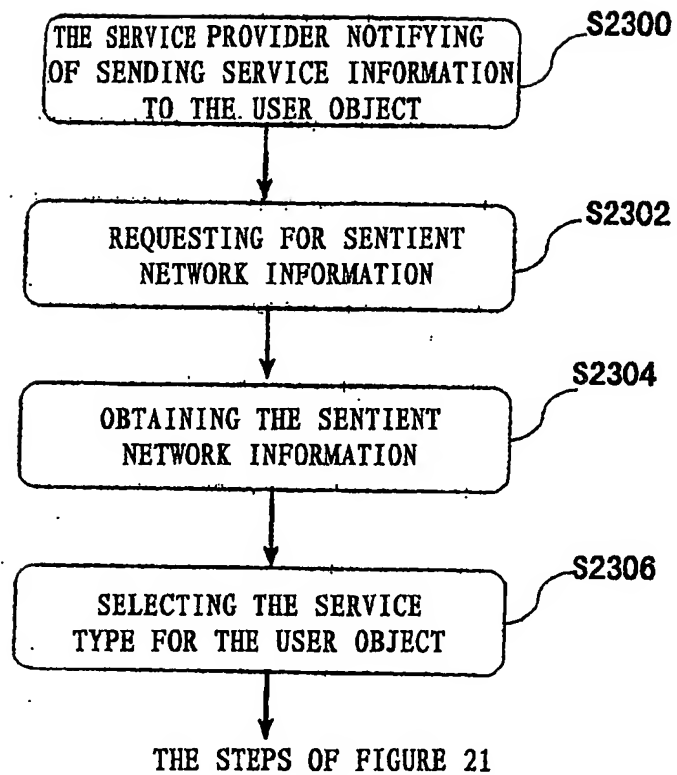 THE SERVICE PROVIDER NOTIFYING
OF SENDING SERVICE INFORMATION
TO THE USER OBJECT
S2300
REQUESTING FOR SENTIENT
NETWORK INFORMATION
S2302
OBTAINING THE SENTIENT
NETWORK INFORMATION
S2304
SELECTING THE SERVICE
TYPE FOR THE USER OBJECT
S2306
THE STEPS OF FIGURE 21